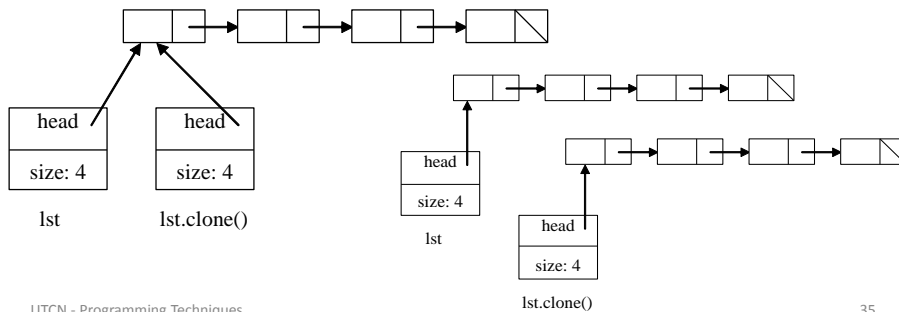 head
size: 4
lst
head
size: 4
lst.clone()
head
size: 4
lst
head
size: 4
lst.clone()
UTCN - Programming Techniques
35